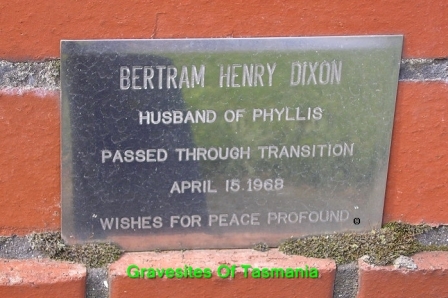 BERTRAM HENRY DIXON
HUSBAND OF PHYLLIS
PASSED THROUGH TRANSITION
APRIL 15.1968
"WISHES FOR PEACE PROFOUND"
Gravesites Of Tasmania